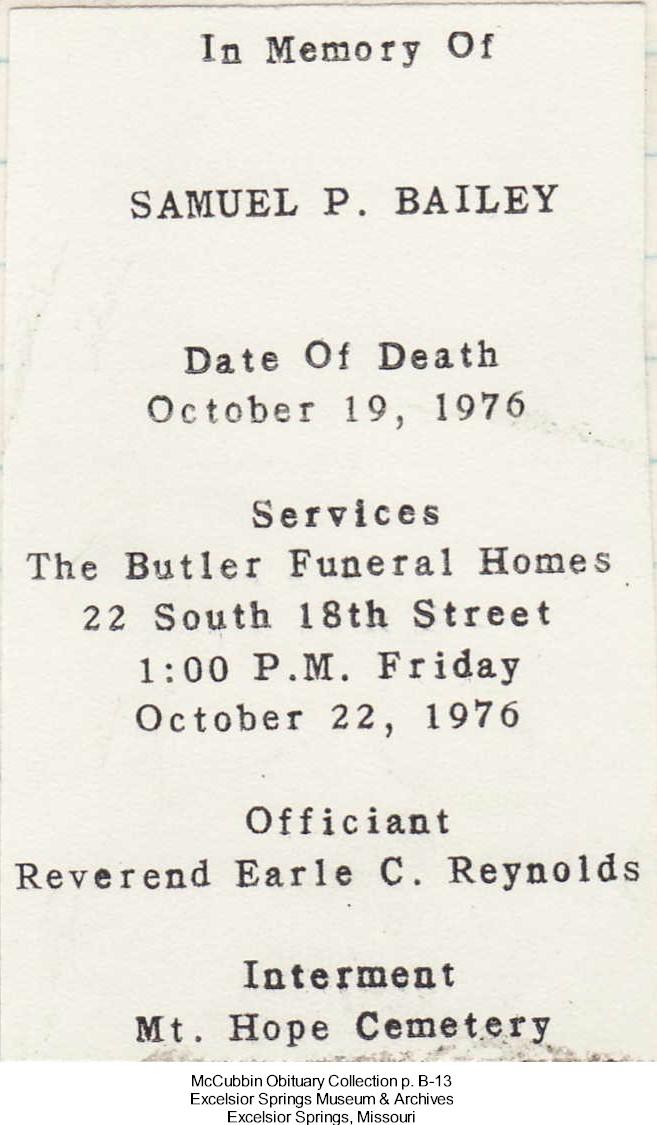 In Memory Of
SAMUEL P. BAILEY
Date Of Death
October 19, 1976
Services
The Butler Funeral Homes
22 South 18th Street
1:00 P.M. Friday
October 22, 1976
Officiant
Reverend Earle C. Reynolds
Interment
Mt. Hope Cemetery
McCubbin Obituary Collection p. B-13
Excelsior Springs Museum & Archives
Excelsior Springs, Missouri